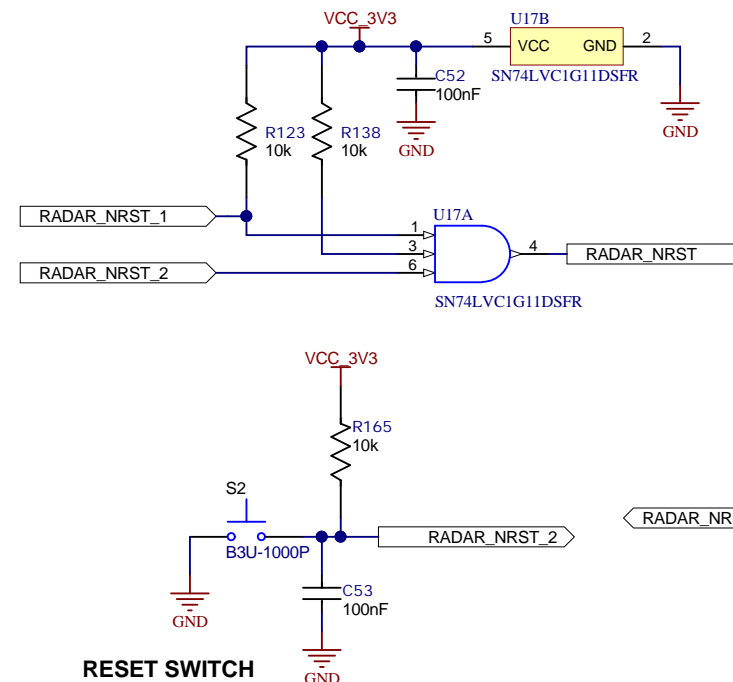 VCC_3V3
U17B
5
VCC
GND
2
SN74LVC1G11DSFR
C52
100nF
GND
GND
R123
10k
R138
10k
RADAR_NRST_1
U17A
1
3
6
4
RADAR_NRST
RADAR_NRST_2
SN74LVC1G11DSFR
VCC_3V3
R165
10k
S2
B3U-1000P
RADAR_NRST_2
RADAR_NR
C53
100nF
GND
RESET SWITCH
GND